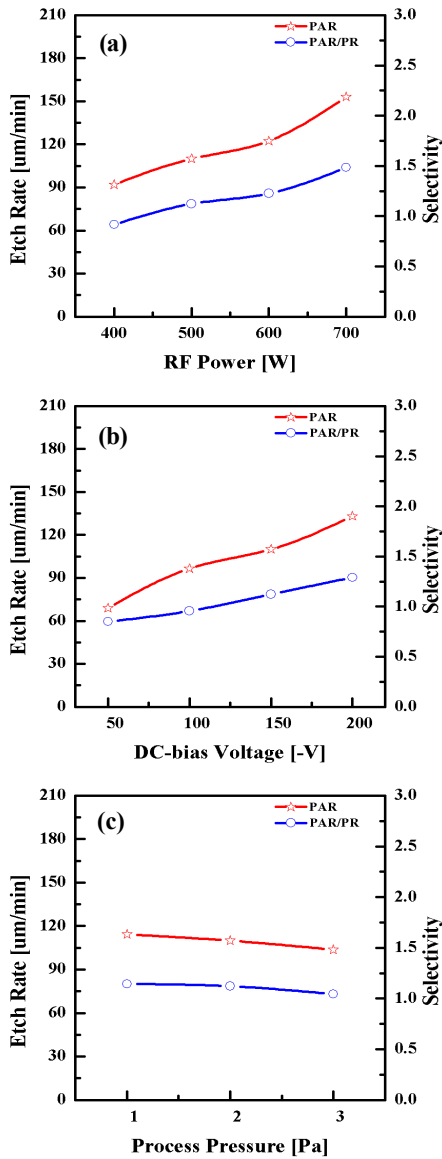 (a)
PAR
PAR/PR
210
180
150
120
90
60
30
0
Etch Rate [um/min]
3.0
2.5
2.0
1.5
1.0
0.5
0.0
Selectivity
400 500 600 700
RF Power [W]
(b)
PAR
PAR/PR
210
180
150
120
90
60
30
0
Etch Rate [um/min]
3.0
2.5
2.0
1.5
1.0
0.5
0.0
Selectivity
50 100 150 200
DC-bias Voltage [-V]
(c)
PAR
PAR/PR
210
180
150
120
90
60
30
0
Etch Rate [um/min]
3.0
2.5
2.0
1.5
1.0
0.5
0.0
Selectivity
1 2 3
Process Pressure [Pa]